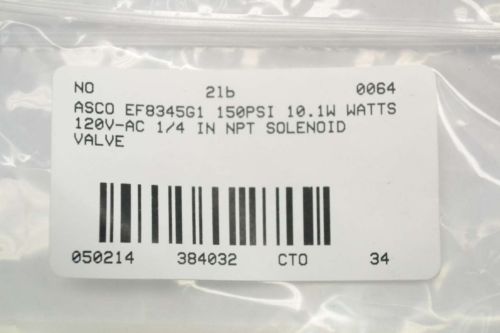 NO 2lb 0064
ASCO EF8345G1 150PSI 10.1W WATTS
120V-AC 1/4 IN NPT SOLENOID
VALVE
050214 384032 CTO 34